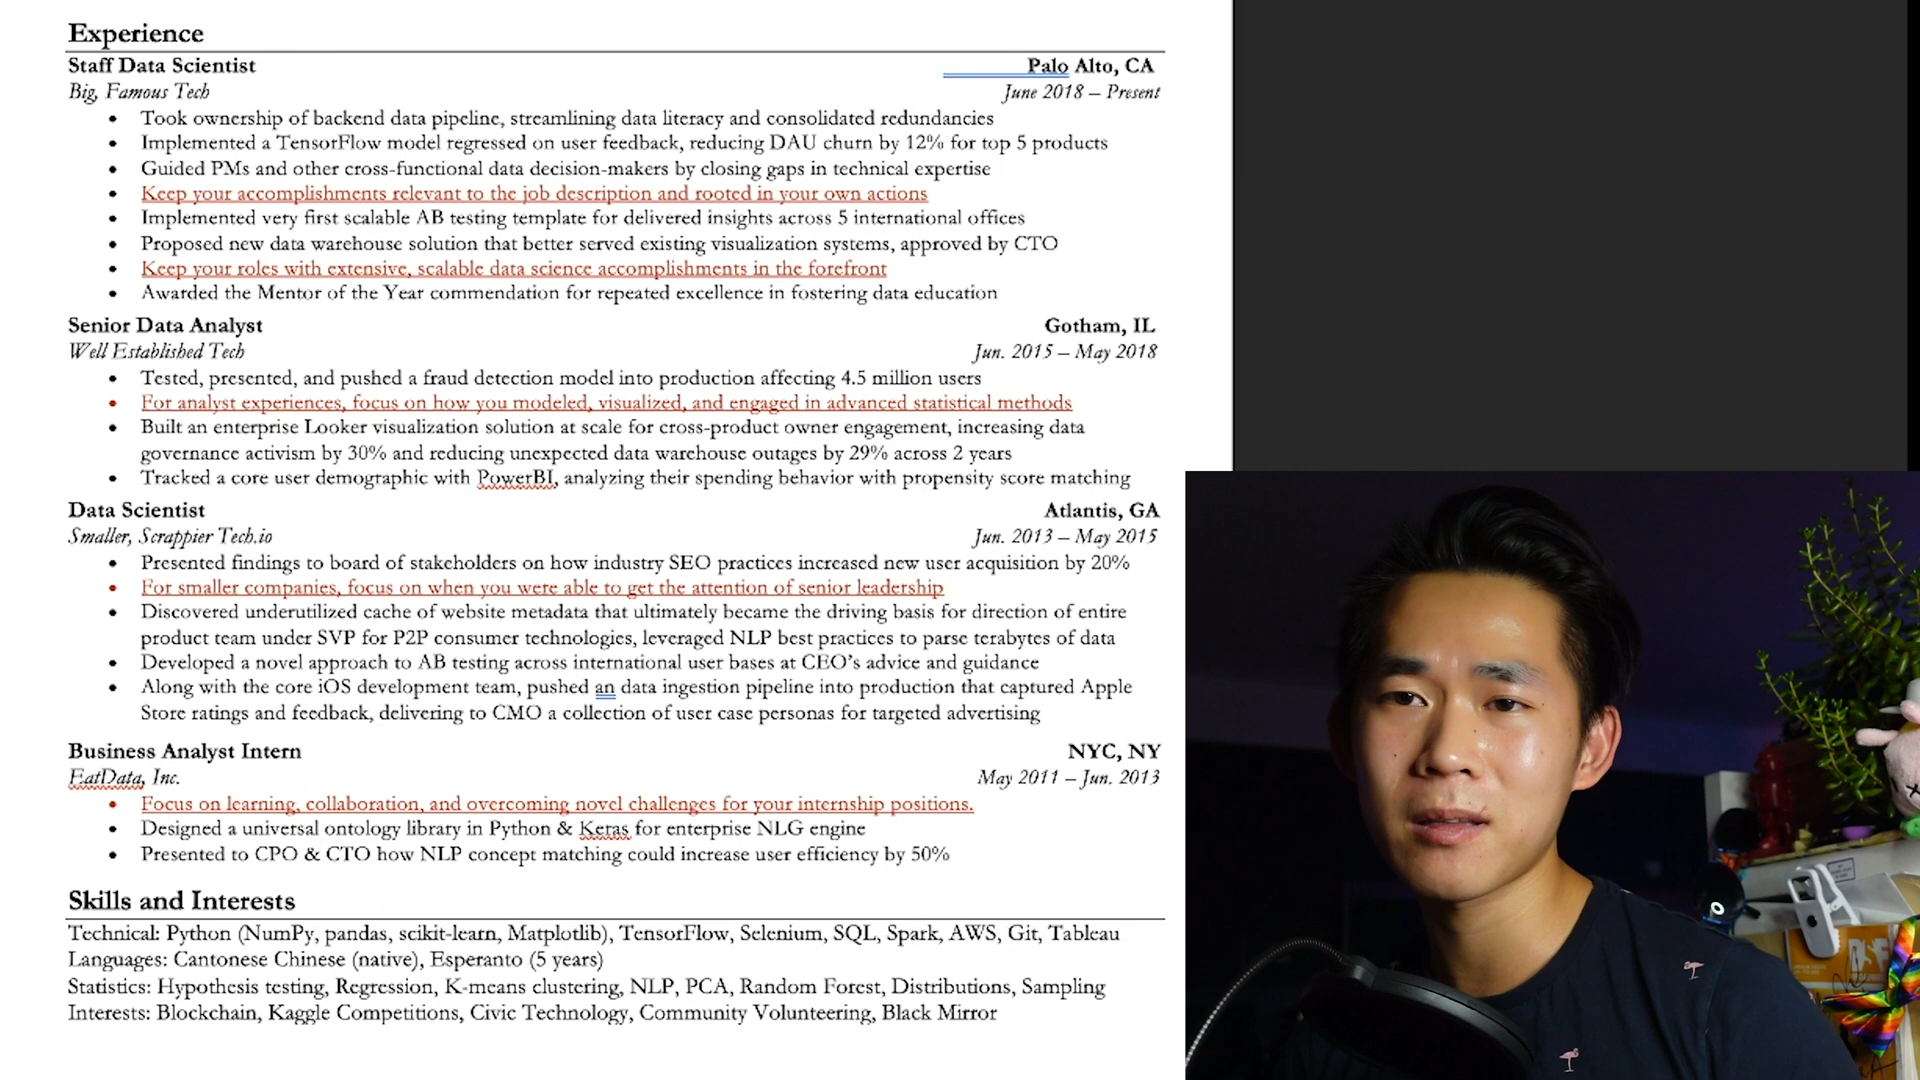 Experience
Staff Data Scientist Palo Alto, CA
Big, Famous Tech June 2018 – Present
• Took ownership of backend data pipeline, streamlining data literacy and consolidated redundancies
• Implemented a TensorFlow model regressed on user feedback, reducing DAU churn by 12% for top 5 products
• Guided PMs and other cross-functional data decision-makers by closing gaps in technical expertise
• Keep your accomplishments relevant to the job description and rooted in your own actions
• Implemented very first scalable AB testing template for delivered insights across 5 international offices
• Proposed new data warehouse solution that better served existing visualization systems, approved by CTO
• Keep your roles with extensive, scalable data science accomplishments in the forefront
• Awarded the Mentor of the Year commendation for repeated excellence in fostering data education
Senior Data Analyst Gotham, IL
Well Established Tech Jun. 2015 – May 2018
• Tested, presented, and pushed a fraud detection model into production affecting 4.5 million users
• For analyst experiences, focus on how you modeled, visualized, and engaged in advanced statistical methods
• Built an enterprise Looker visualization solution at scale for cross-product owner engagement, increasing data
governance activism by 30% and reducing unexpected data warehouse outages by 29% across 2 years
• Tracked a core user demographic with PowerBI, analyzing their spending behavior with propensity score matching
Data Scientist Atlantis, GA
Smaller, Scrappier Tech.io Jun. 2013 – May 2015
• Presented findings to board of stakeholders on how industry SEO practices increased new user acquisition by 20%
• For smaller companies, focus on when you were able to get the attention of senior leadership
• Discovered underutilized cache of website metadata that ultimately became the driving basis for direction of entire
product team under SVP for P2P consumer technologies, leveraged NLP best practices to parse terabytes of data
• Developed a novel approach to AB testing across international user bases at CEO's advice and guidance
• Along with the core iOS development team, pushed an data ingestion pipeline into production that captured Apple
Store ratings and feedback, delivering to CMO a collection of user case personas for targeted advertising
Business Analyst Intern NYC, NY
EatData, Inc. May 2011 – Jun. 2013
• Focus on learning, collaboration, and overcoming novel challenges for your internship positions.
• Designed a universal ontology library in Python & Keras for enterprise NLG engine
• Presented to CPO & CTO how NLP concept matching could increase user efficiency by 50%
Skills and Interests
Technical: Python (NumPy, pandas, scikit-learn, Matplotlib), TensorFlow, Selenium, SQL, Spark, AWS, Git, Tableau
Languages: Cantonese Chinese (native), Esperanto (5 years)
Statistics: Hypothesis testing, Regression, K-means clustering, NLP, PCA, Random Forest, Distributions, Sampling
Interests: Blockchain, Kaggle Competitions, Civic Technology, Community Volunteering, Black Mirror